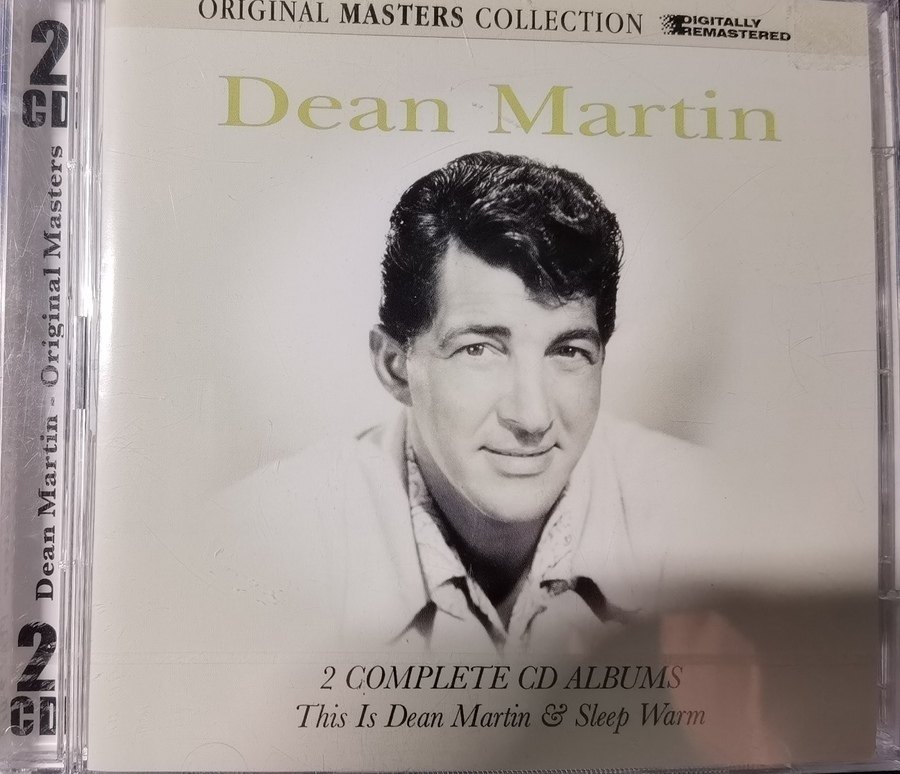 ORIGINAL MASTERS COLLECTION
DIGITALLY
REMASTERED
Dean Martin
2 COMPLETE CD ALBUMS
This Is Dean Martin & Sleep Warm
2
CD
Dean Martin - Original Masters
2
CD